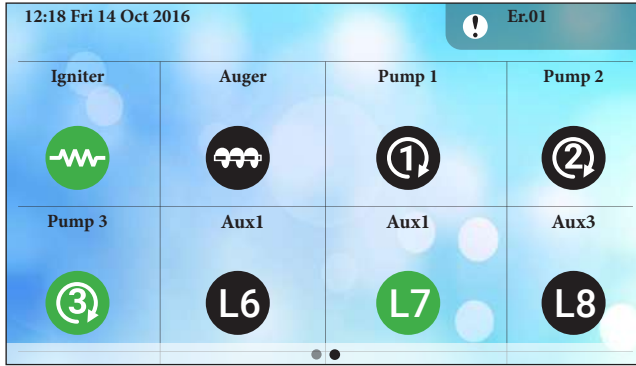 12:18 Fri 14 Oct 2016 Er.01
Igniter Auger Pump 1 Pump 2
1 2
Pump 3 Aux1 Aux1 Aux3
3 L6 L7 L8